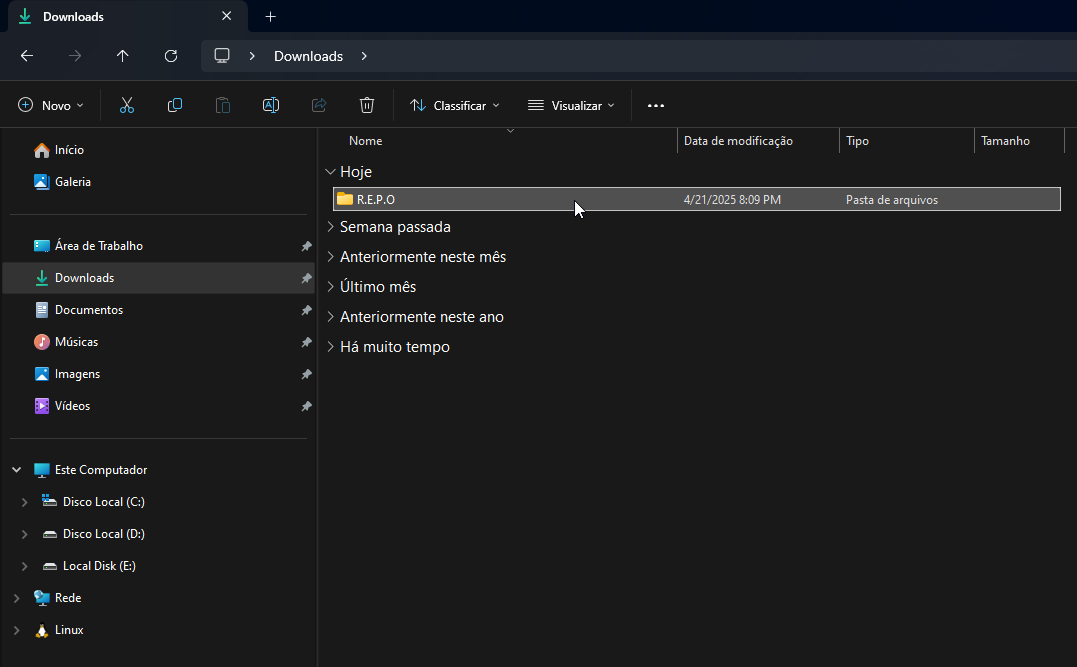 Downloads
Downloads
Novo
Classificar
Visualizar
Nome
Data de modificação
Tipo
Tamanho
Início
Galeria
Área de Trabalho
Downloads
Documentos
Músicas
Imagens
Vídeos
Este Computador
Disco Local (C:)
Disco Local (D:)
Local Disk (E:)
Rede
Linux
Hoje
R.E.P.O 4/21/2025 8:09 PM Pasta de arquivos
Semana passada
Anteriormente neste mês
Último mês
Anteriormente neste ano
Há muito tempo